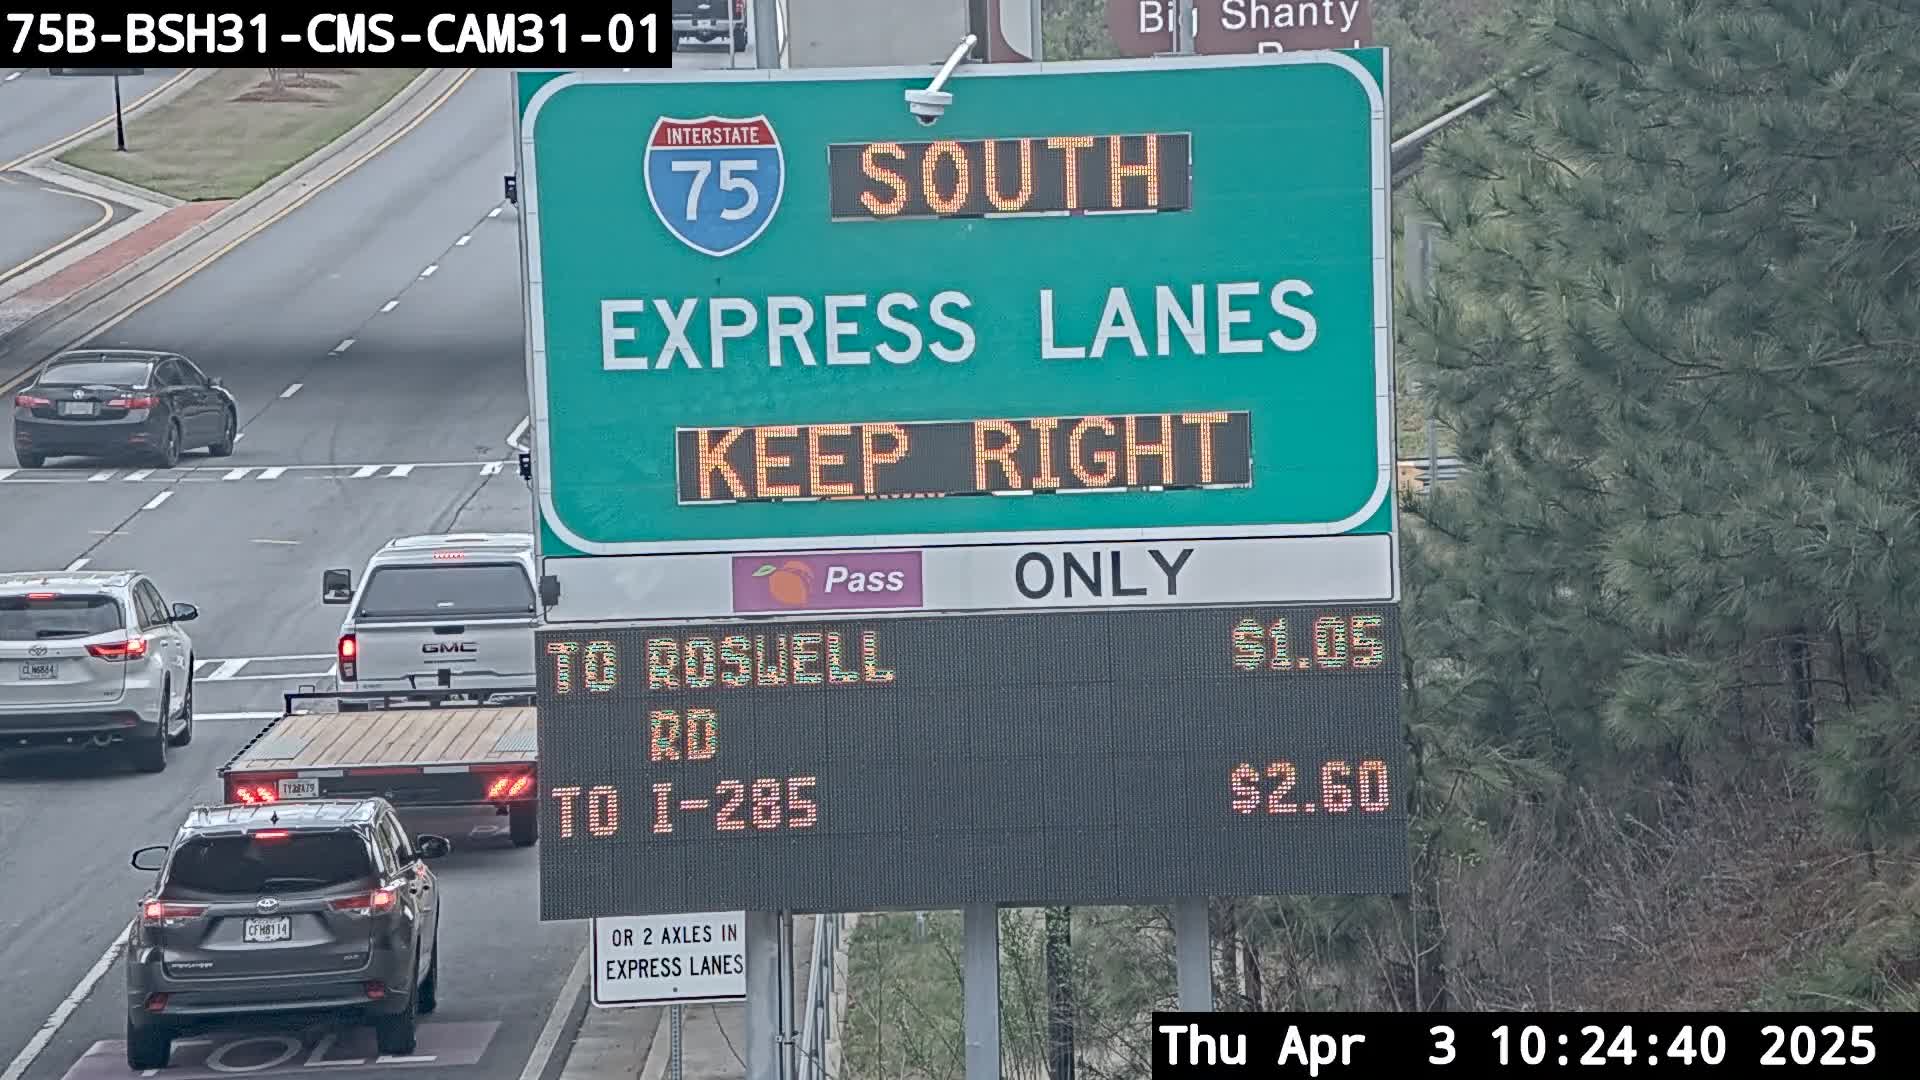 75B-BSH31-CMS-CAM31-01
Big Shanty
INTERSTATE
75
SOUTH
EXPRESS LANES
KEEP RIGHT
Pass
ONLY
TO ROSWELL $1.05
RD
TO I-285 $2.60
GMC
CFH8114
OR 2 AXLES IN
EXPRESS LANES
Thu Apr 3 10:24:40 2025